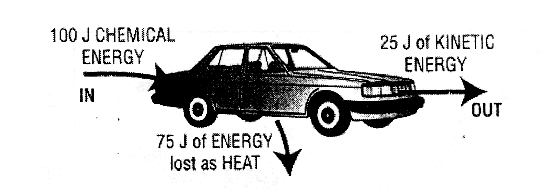 100 J CHEMICAL
ENERGY
IN
25 J of KINETIC
ENERGY
OUT
75 J of ENERGY
lost as HEAT